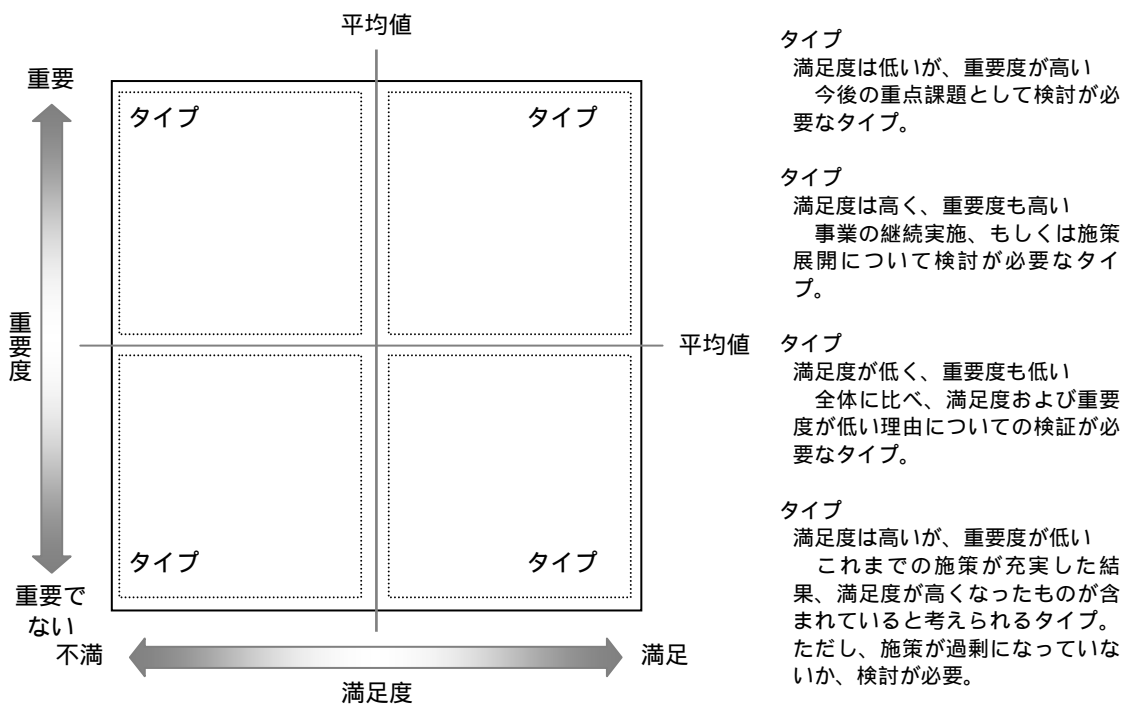 平均値
重要
タイプ
タイプ
重要度
平均値
タイプ
タイプ
重要で
ない
不満
満足
満足度
タイプ
満足度は低いが、重要度が高い
今後の重点課題として検討が必
要なタイプ。
タイプ
満足度は高く、重要度も高い
事業の継続実施、もしくは施策
展開について検討が必要なタイ
プ。
タイプ
満足度が低く、重要度も低い
全体に比べ、満足度および重要
度が低い理由についての検証が必
要なタイプ。
タイプ
満足度は高いが、重要度が低い
これまでの施策が充実した結
果、満足度が高くなったものが含
まれていると考えられるタイプ。
ただし、施策が過剰になっていな
いか、検討が必要。